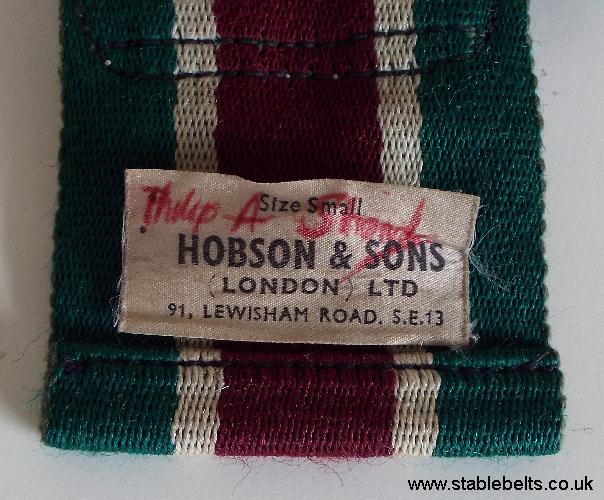 Size Small
Philip A
HOBSON & SONS
(LONDON) LTD
91, LEWISHAM ROAD. S.E.13
www.stablebelts.co.uk